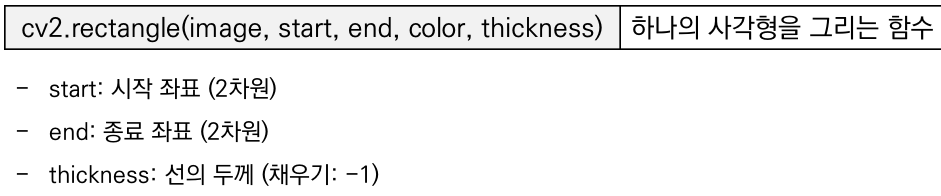 cv2.rectangle(image, start, end, color, thickness) 하나의 사각형을 그리는 함수
- start: 시작 좌표 (2차원)
- end: 종료 좌표 (2차원)
- thickness: 선의 두께 (채우기: -1)